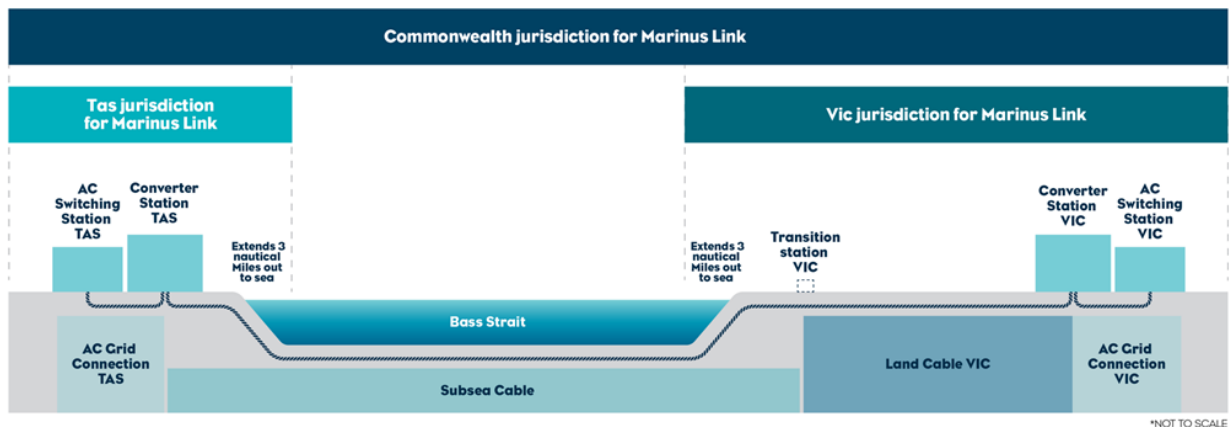 Commonwealth jurisdiction for Marinus Link
Tas jurisdiction
for Marinus Link
Vic jurisdiction for Marinus Link
AC
Switching
Station
TAS
Converter
Station
TAS
Extends 3
nautical
Miles out
to sea
Extends 3
nautical
Miles out
to sea
Transition
station
VIC
Converter
Station
VIC
AC
Switching
Station
VIC
Bass Strait
AC Grid
Connection
TAS
Subsea Cable
Land Cable VIC
AC Grid
Connection
VIC
*NOT TO SCALE